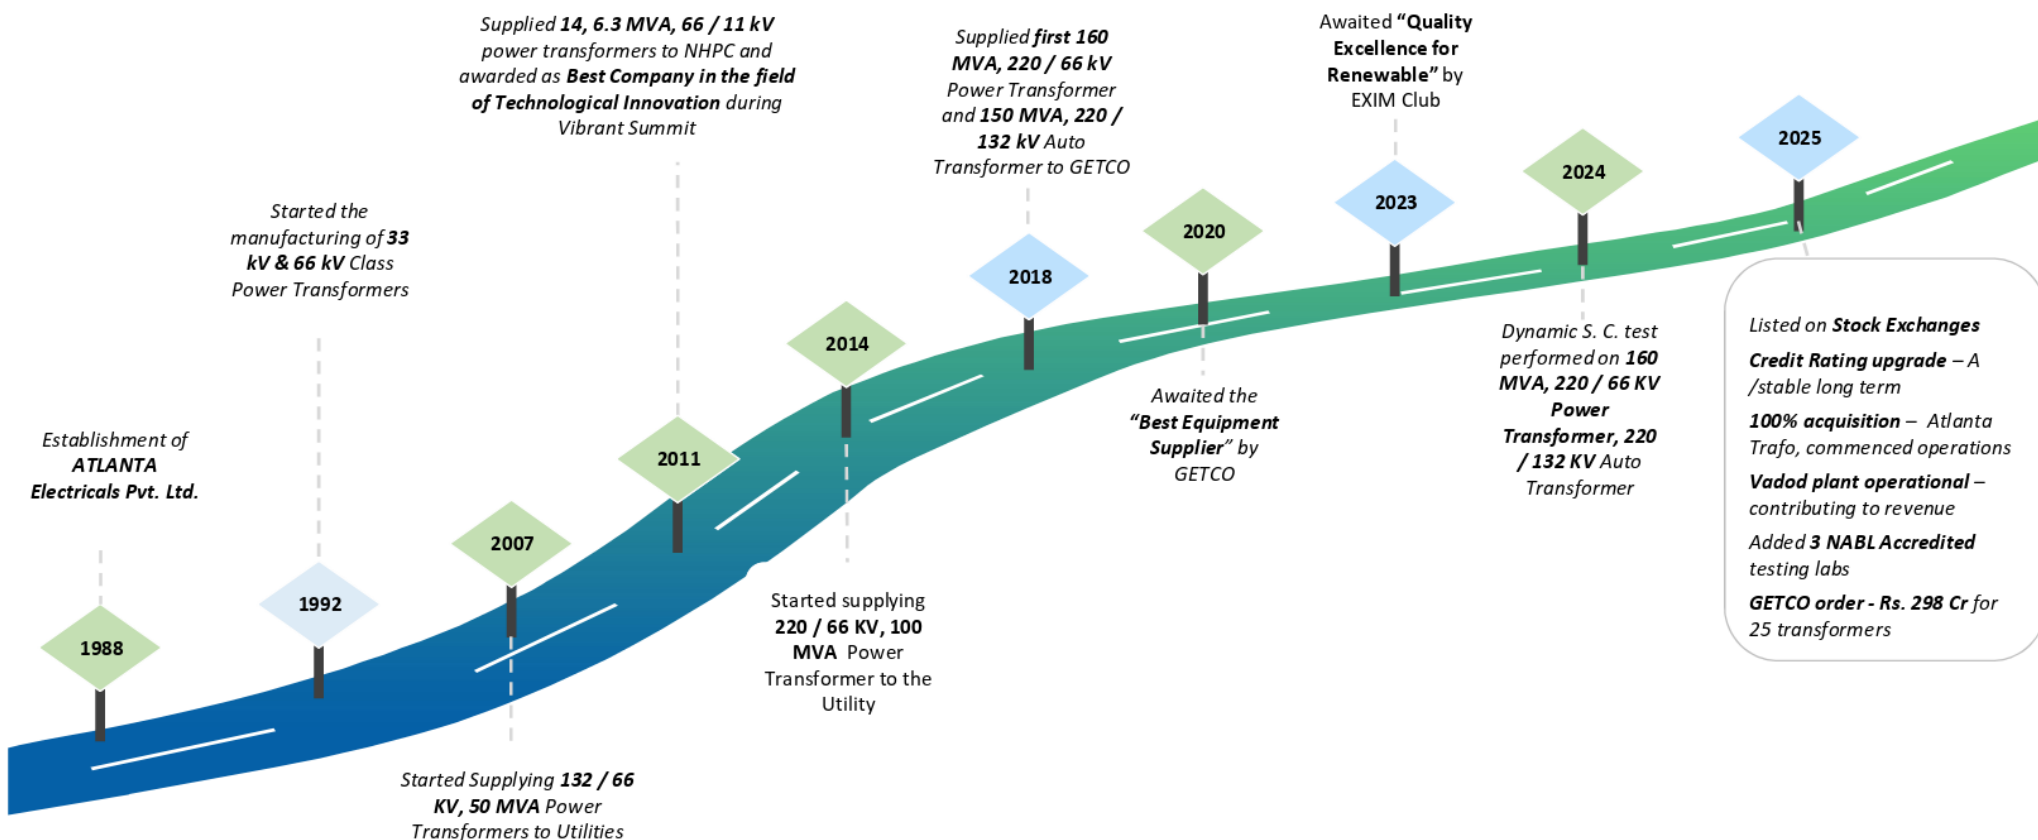 1988
Establishment of
ATLANTA
Electricals Pvt. Ltd.
1992
Started the
manufacturing of 33
kV & 66 kV Class
Power Transformers
2007
Started Supplying 132 / 66
KV, 50 MVA Power
Transformers to Utilities
2011
Supplied 14, 6.3 MVA, 66 / 11 kV
power transformers to NHPC and
awarded as Best Company in the field
of Technological Innovation during
Vibrant Summit
2014
Started supplying
220 / 66 KV, 100
MVA Power
Transformer to the
Utility
2018
Supplied first 160
MVA, 220 / 66 kV
Power Transformer
and 150 MVA, 220 /
132 kV Auto
Transformer to GETCO
2020
Awaited the
“Best Equipment
Supplier” by
GETCO
2023
Awaited “Quality
Excellence for
Renewable” by
EXIM Club
2024
Dynamic S. C. test
performed on 160
MVA, 220 / 66 KV
Power
Transformer, 220
/ 132 KV Auto
Transformer
2025
Listed on Stock Exchanges
Credit Rating upgrade – A
/stable long term
100% acquisition – Atlanta
Trafo, commenced operations
Vadod plant operational –
contributing to revenue
Added 3 NABL Accredited
testing labs
GETCO order - Rs. 298 Cr for
25 transformers